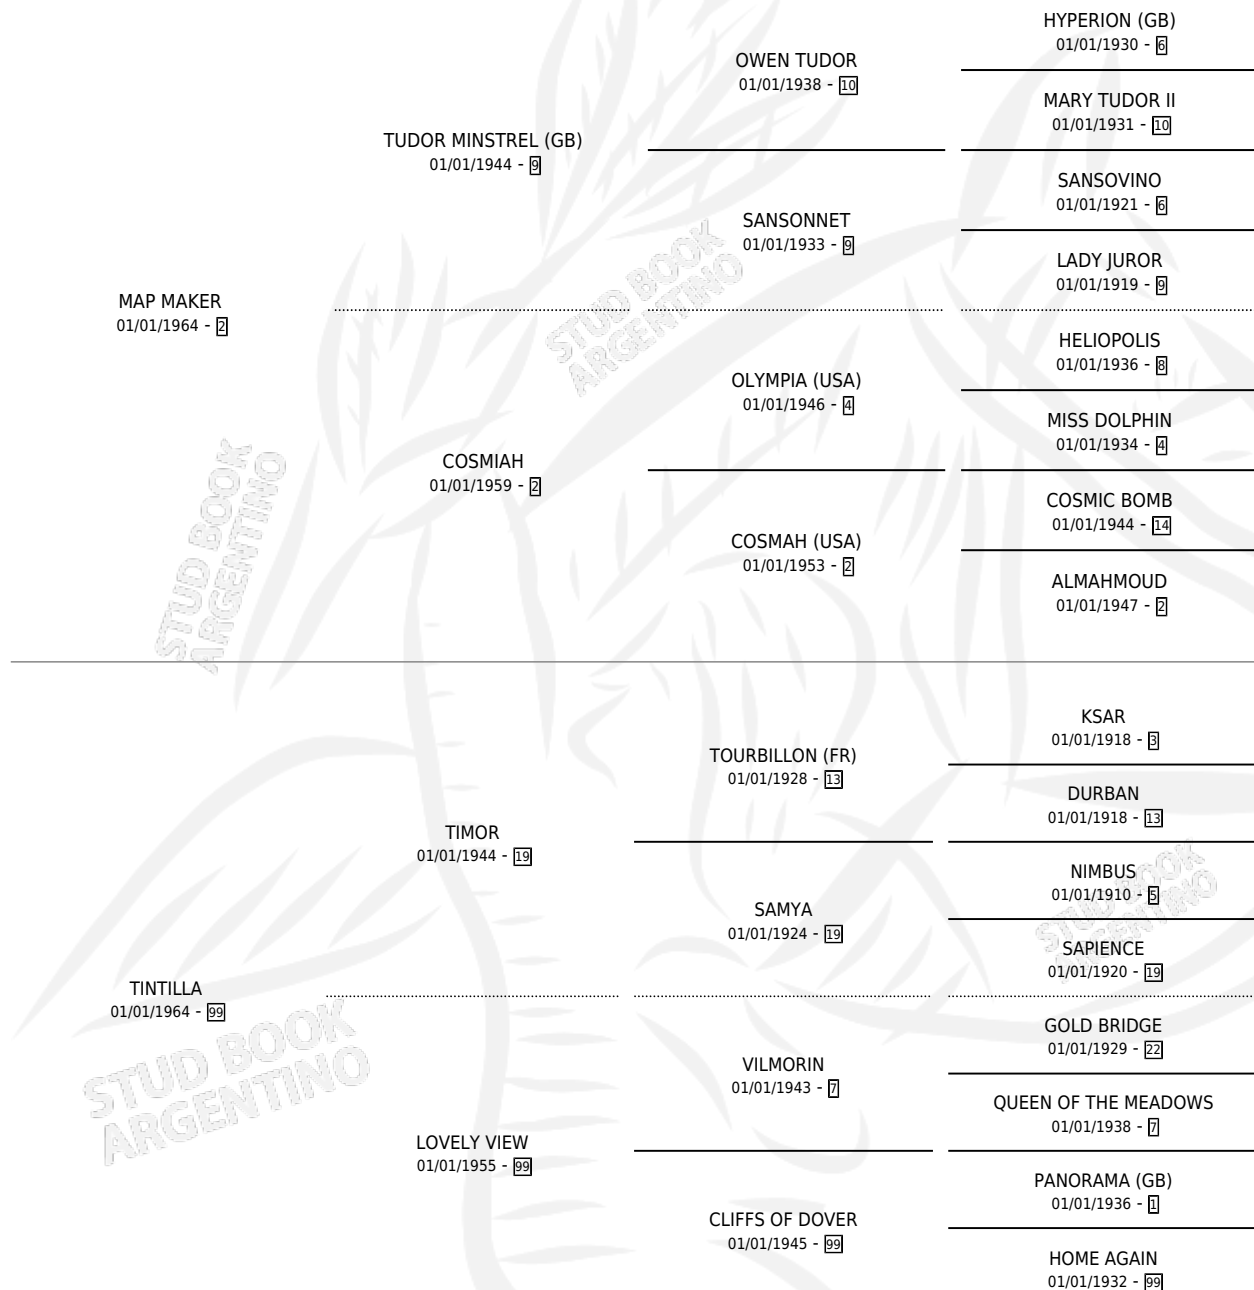 HYPERION (GB)
01/01/1930 - 6
OWEN TUDOR
01/01/1938 - 10
MARY TUDOR II
01/01/1931 - 10
TUDOR MINSTREL (GB)
01/01/1944 - 9
SANSOVINO
01/01/1921 - 6
SANSONNET
01/01/1933 - 9
LADY JUROR
01/01/1919 - 9
MAP MAKER
01/01/1964 - 2
STUD BOOK
ARGENTINO
HELIOPOLIS
01/01/1936 - 8
OLYMPIA (USA)
01/01/1946 - 4
MISS DOLPHIN
01/01/1934 - 4
COSMIAH
01/01/1959 - 2
COSMIC BOMB
01/01/1944 - 14
COSMAH (USA)
01/01/1953 - 2
ALMAHMOUD
01/01/1947 - 2
STUD BOOK
ARGENTINO
KSAR
01/01/1918 - 3
TOURBILLON (FR)
01/01/1928 - 13
DURBAN
01/01/1918 - 13
TIMOR
01/01/1944 - 19
NIMBUS
01/01/1910 - 5
SAMYA
01/01/1924 - 19
SAPIENCE
01/01/1920 - 19
STUD BOOK
ARGENTINO
TINTILLA
01/01/1964 - 99
STUD BOOK
ARGENTINO
GOLD BRIDGE
01/01/1929 - 22
VILMORIN
01/01/1943 - 7
QUEEN OF THE MEADOWS
01/01/1938 - 7
LOVELY VIEW
01/01/1955 - 99
PANORAMA (GB)
01/01/1936 - 1
CLIFFS OF DOVER
01/01/1945 - 99
HOME AGAIN
01/01/1932 - 99